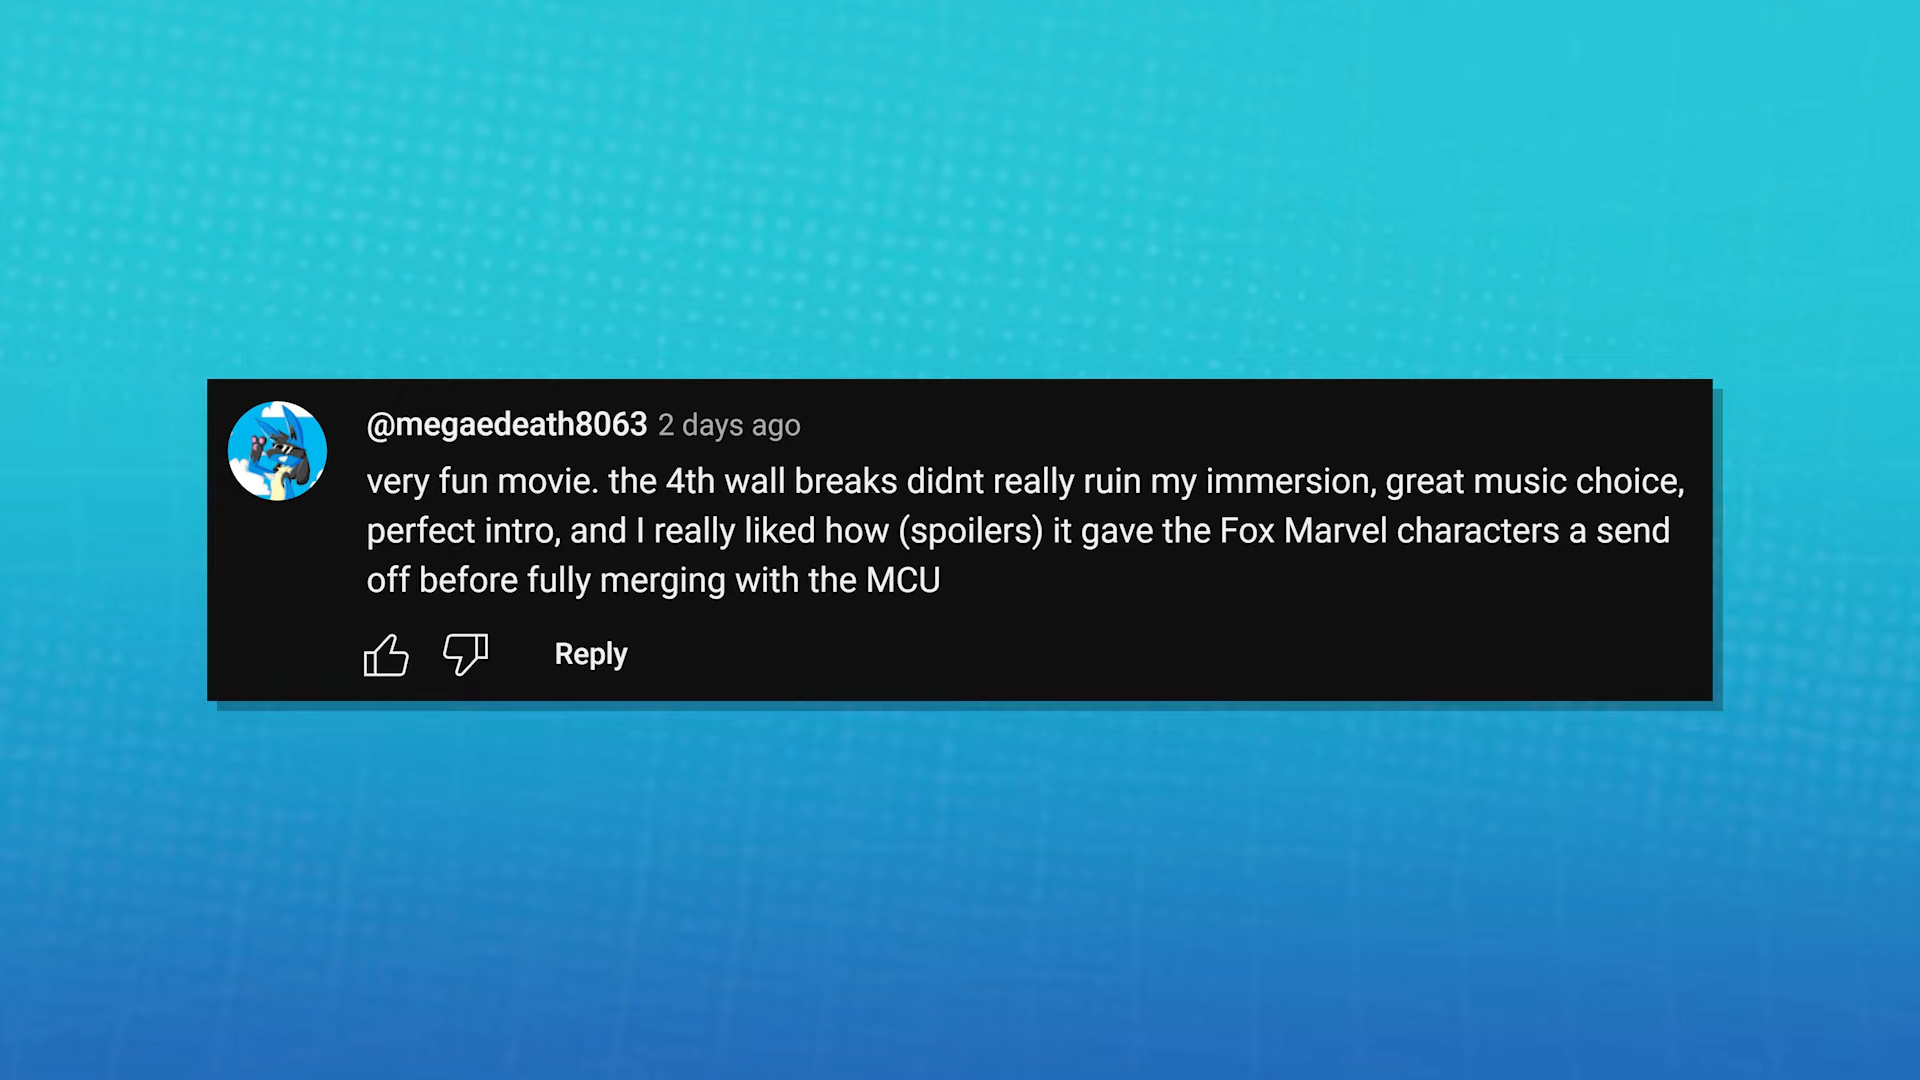 @megaedeath8063 2 days ago
very fun movie. the 4th wall breaks didnt really ruin my immersion, great music choice,
perfect intro, and I really liked how (spoilers) it gave the Fox Marvel characters a send
off before fully merging with the MCU
Reply